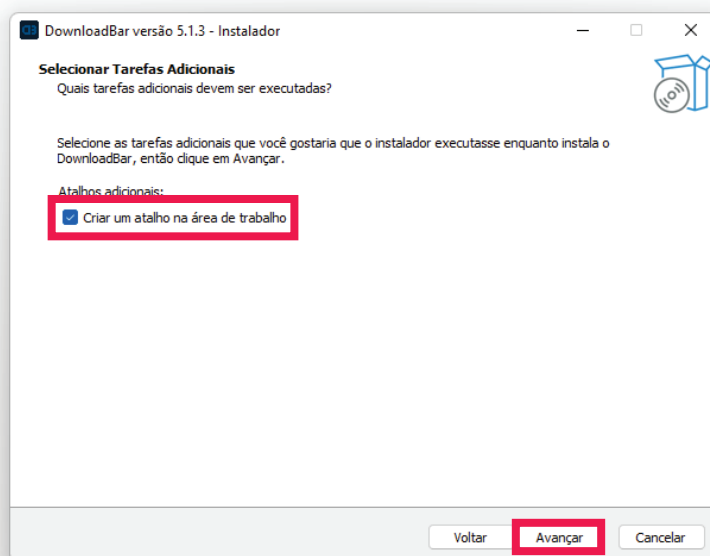 DownloadBar versão 5.1.3 - Instalador
Selecionar Tarefas Adicionais
Quais tarefas adicionais devem ser executadas?
Selecione as tarefas adicionais que você gostaria que o instalador executasse enquanto instala o
DownloadBar, então clique em Avançar.
Atalhos adicionais:
Criar um atalho na área de trabalho
Voltar Avançar Cancelar